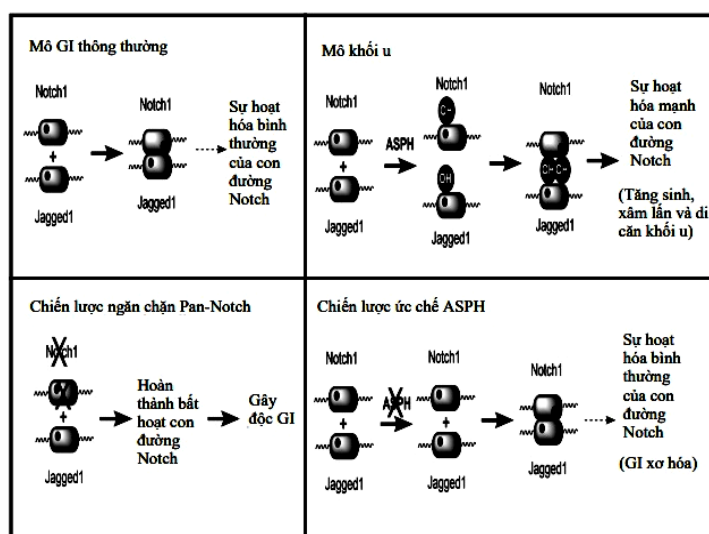 Mô GI thông thường
Notch1
+
Jagged1
Notch1
Jagged1
Sự hoạt
hóa bình
thường
của con
đường
Notch
Mô khối u
Notch1
+
Jagged1
ASPH
Notch1
OH
OH
Jagged1
Notch1
OH OH
Jagged1
Sự hoạt
hóa mạnh
của con
đường
Notch
(Tăng sinh,
xâm lấn và di
căn khối u)
Chiến lược ngăn chặn Pan-Notch
Notch1
+
Jagged1
Hoàn
thành bất
hoạt con
đường
Notch
Gây
độc GI
Chiến lược ức chế ASPH
Notch1
+
Jagged1
ASPH
Notch1
+
Jagged1
Notch1
Jagged1
Sự hoạt
hóa bình
thường
của con
đường
Notch
(GI xơ hóa)